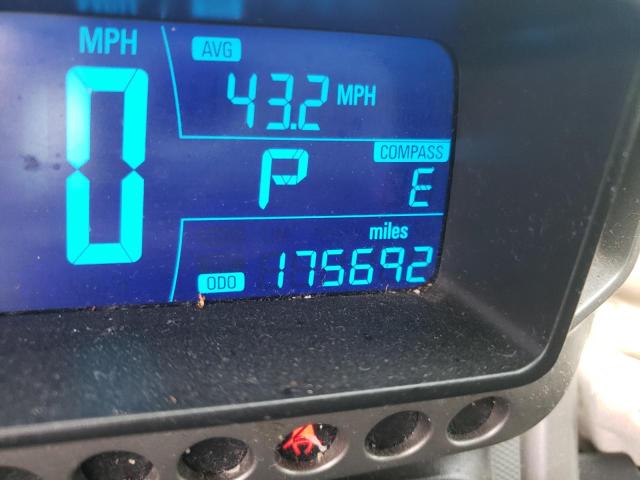 MPH
AVG
43.2 MPH
0
P
COMPASS
E
miles
ODO 175692